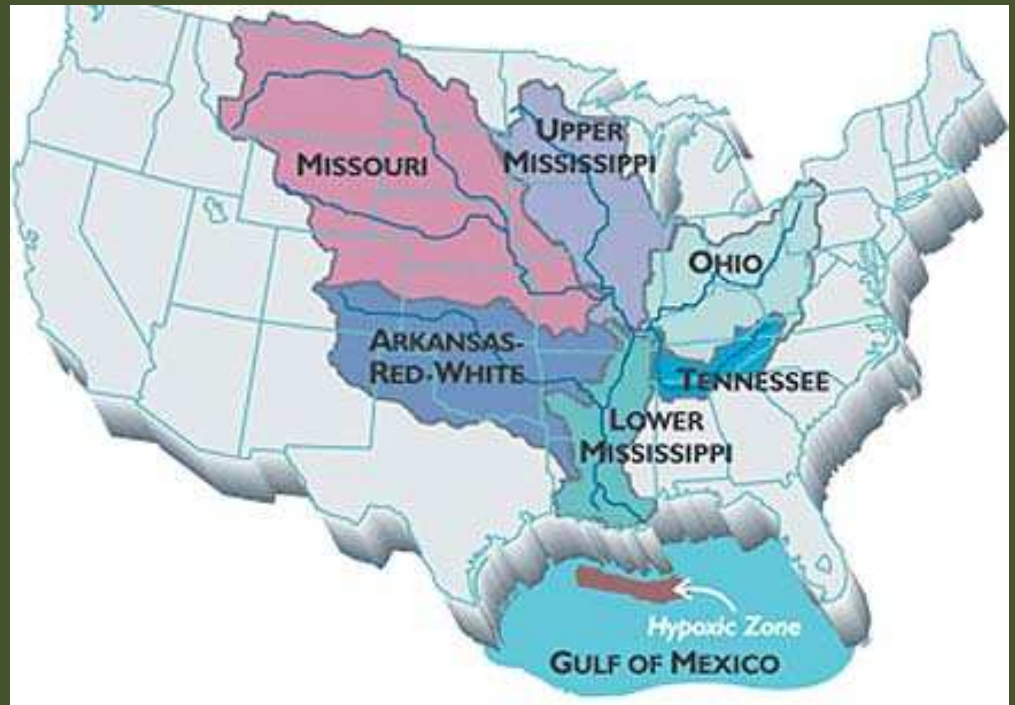 UPPER
MISSISSIPPI
MISSOURI
OHIO
ARKANSAS-
RED-WHITE
TENNESSEE
LOWER
MISSISSIPPI
Hypoxic Zone
GULF OF MEXICO